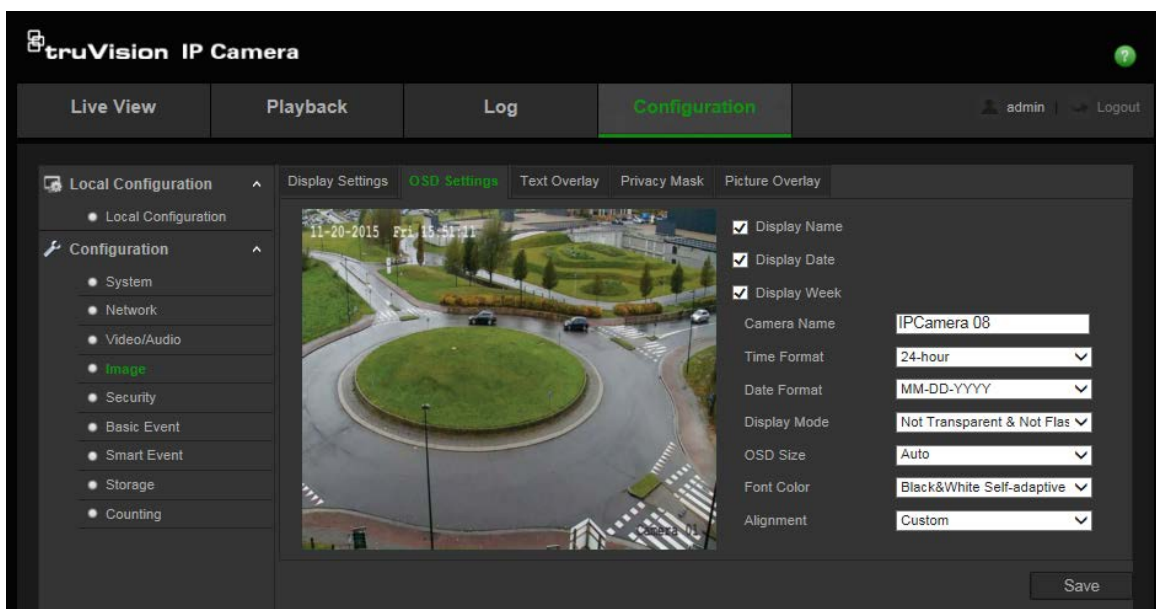 truVision IP Camera
?
Live View Playback Log Configuration admin | Logout
Local Configuration
Local Configuration
Configuration
System
Network
Video/Audio
Image
Security
Basic Event
Smart Event
Storage
Counting
Display Settings OSD Settings Text Overlay Privacy Mask Picture Overlay
11-20-2015 Fri 15:51:11
Camera 01
Display Name
Display Date
Display Week
Camera Name IPCamera 08
Time Format 24-hour
Date Format MM-DD-YYYY
Display Mode Not Transparent & Not Flas
OSD Size Auto
Font Color Black&White Self-adaptive
Alignment Custom
Save